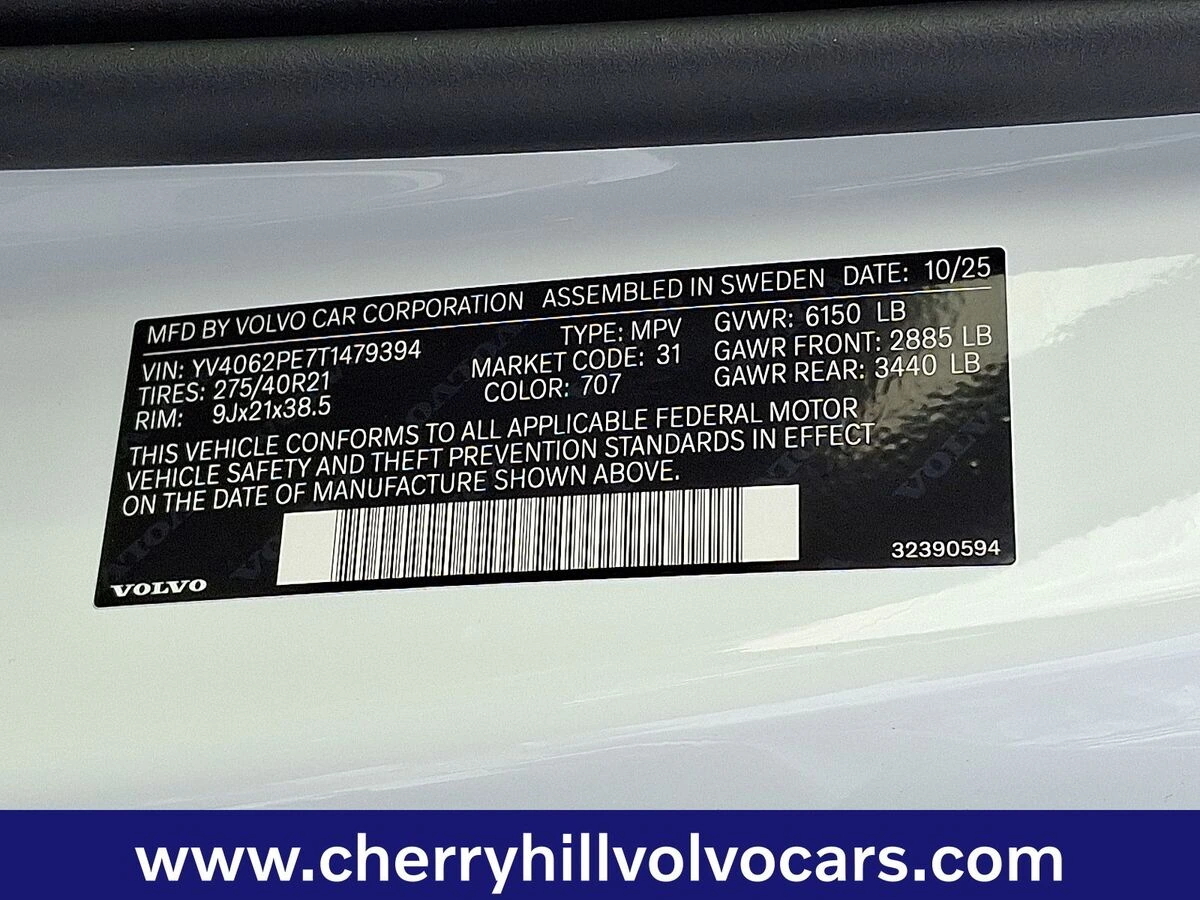 MFD BY VOLVO CAR CORPORATION ASSEMBLED IN SWEDEN DATE: 10/25
VIN: YV4062PE7T1479394 TYPE: MPV GVWR: 6150 LB
TIRES: 275/40R21 MARKET CODE: 31 GAWR FRONT: 2885 LB
RIM: 9Jx21x38.5 COLOR: 707 GAWR REAR: 3440 LB
THIS VEHICLE CONFORMS TO ALL APPLICABLE FEDERAL MOTOR
VEHICLE SAFETY AND THEFT PREVENTION STANDARDS IN EFFECT
ON THE DATE OF MANUFACTURE SHOWN ABOVE.
VOLVO
32390594
www.cherryhillvolvocars.com